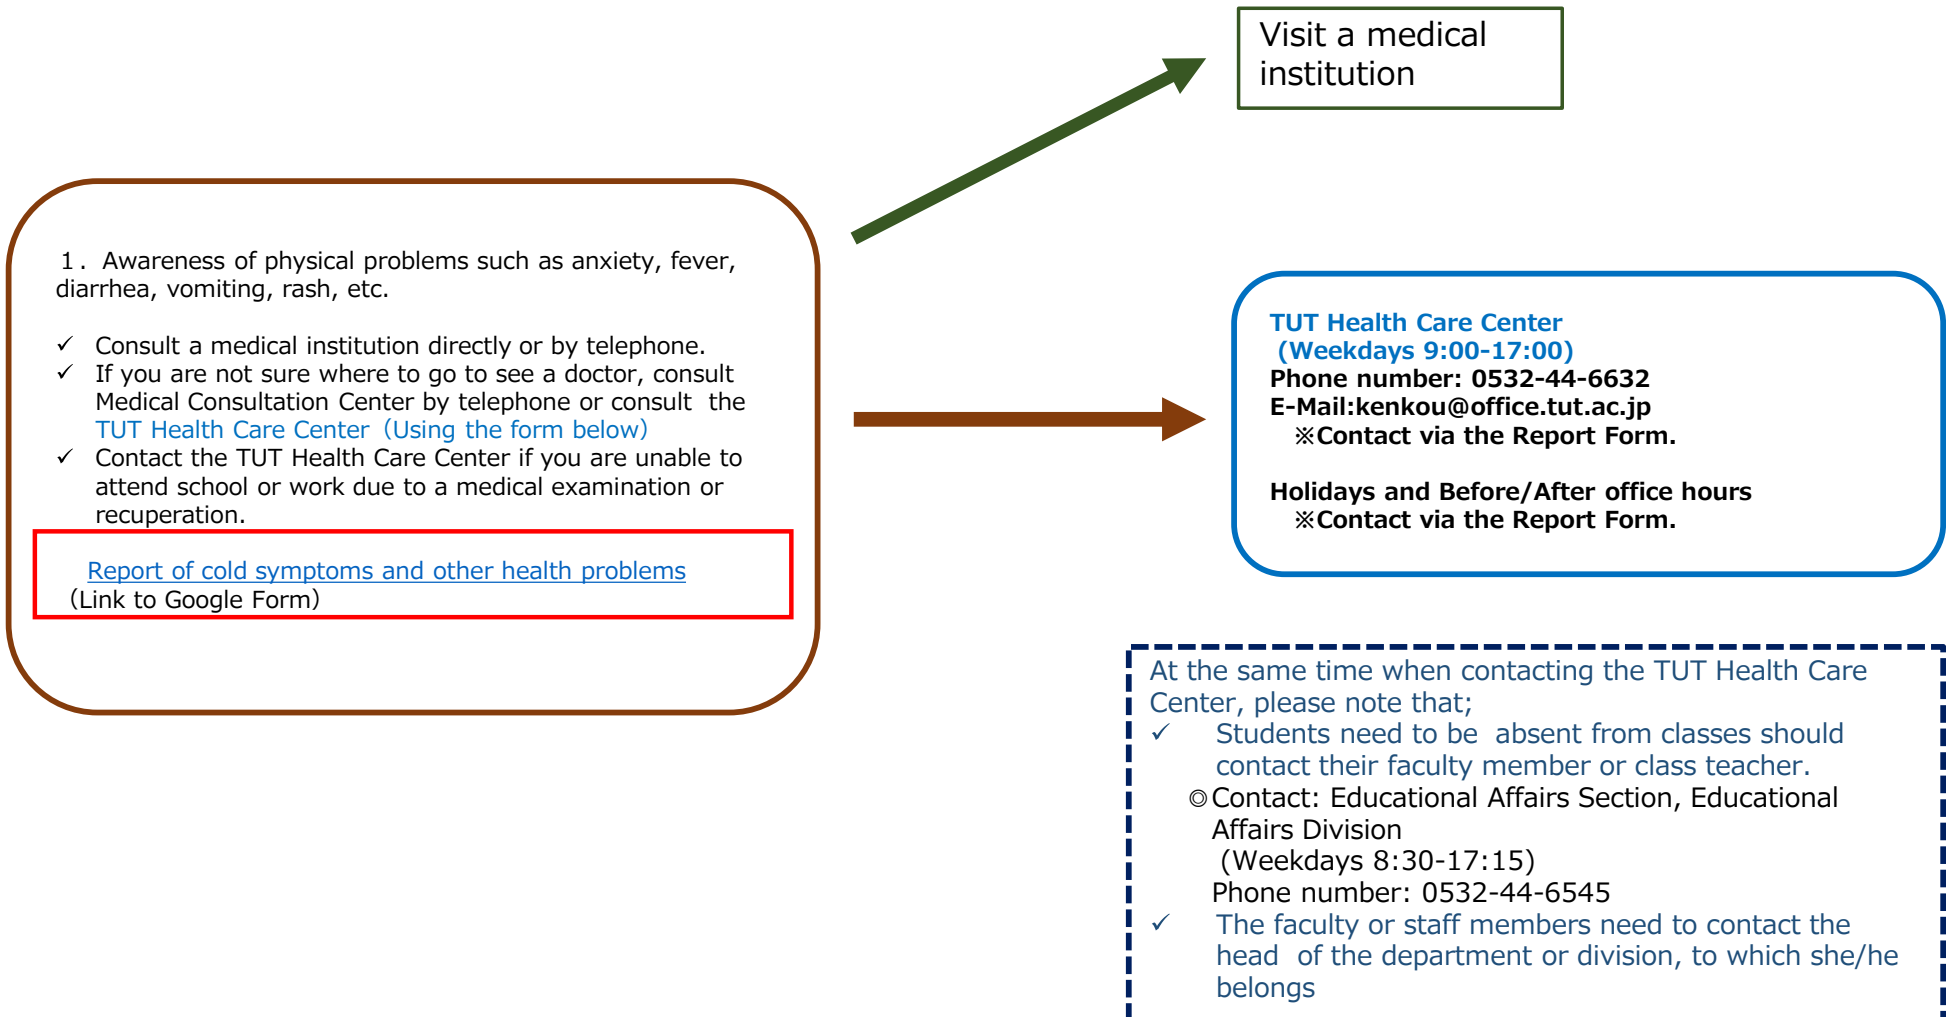 Visit a medical
institution
１．Awareness of physical problems such as anxiety, fever,
diarrhea, vomiting, rash, etc.
✓ Consult a medical institution directly or by telephone.
✓ If you are not sure where to go to see a doctor, consult
Medical Consultation Center by telephone or consult the
TUT Health Care Center（Using the form below）
✓ Contact the TUT Health Care Center if you are unable to
attend school or work due to a medical examination or
recuperation.
Report of cold symptoms and other health problems
（Link to Google Form）
TUT Health Care Center
(Weekdays 9:00-17:00)
Phone number: 0532-44-6632
E-Mail:kenkou@office.tut.ac.jp
※Contact via the Report Form.
Holidays and Before/After office hours
※Contact via the Report Form.
At the same time when contacting the TUT Health Care
Center, please note that;
✓ Students need to be absent from classes should
contact their faculty member or class teacher.
◎Contact: Educational Affairs Section, Educational
Affairs Division
(Weekdays 8:30-17:15)
Phone number: 0532-44-6545
✓ The faculty or staff members need to contact the
head of the department or division, to which she/he
belongs